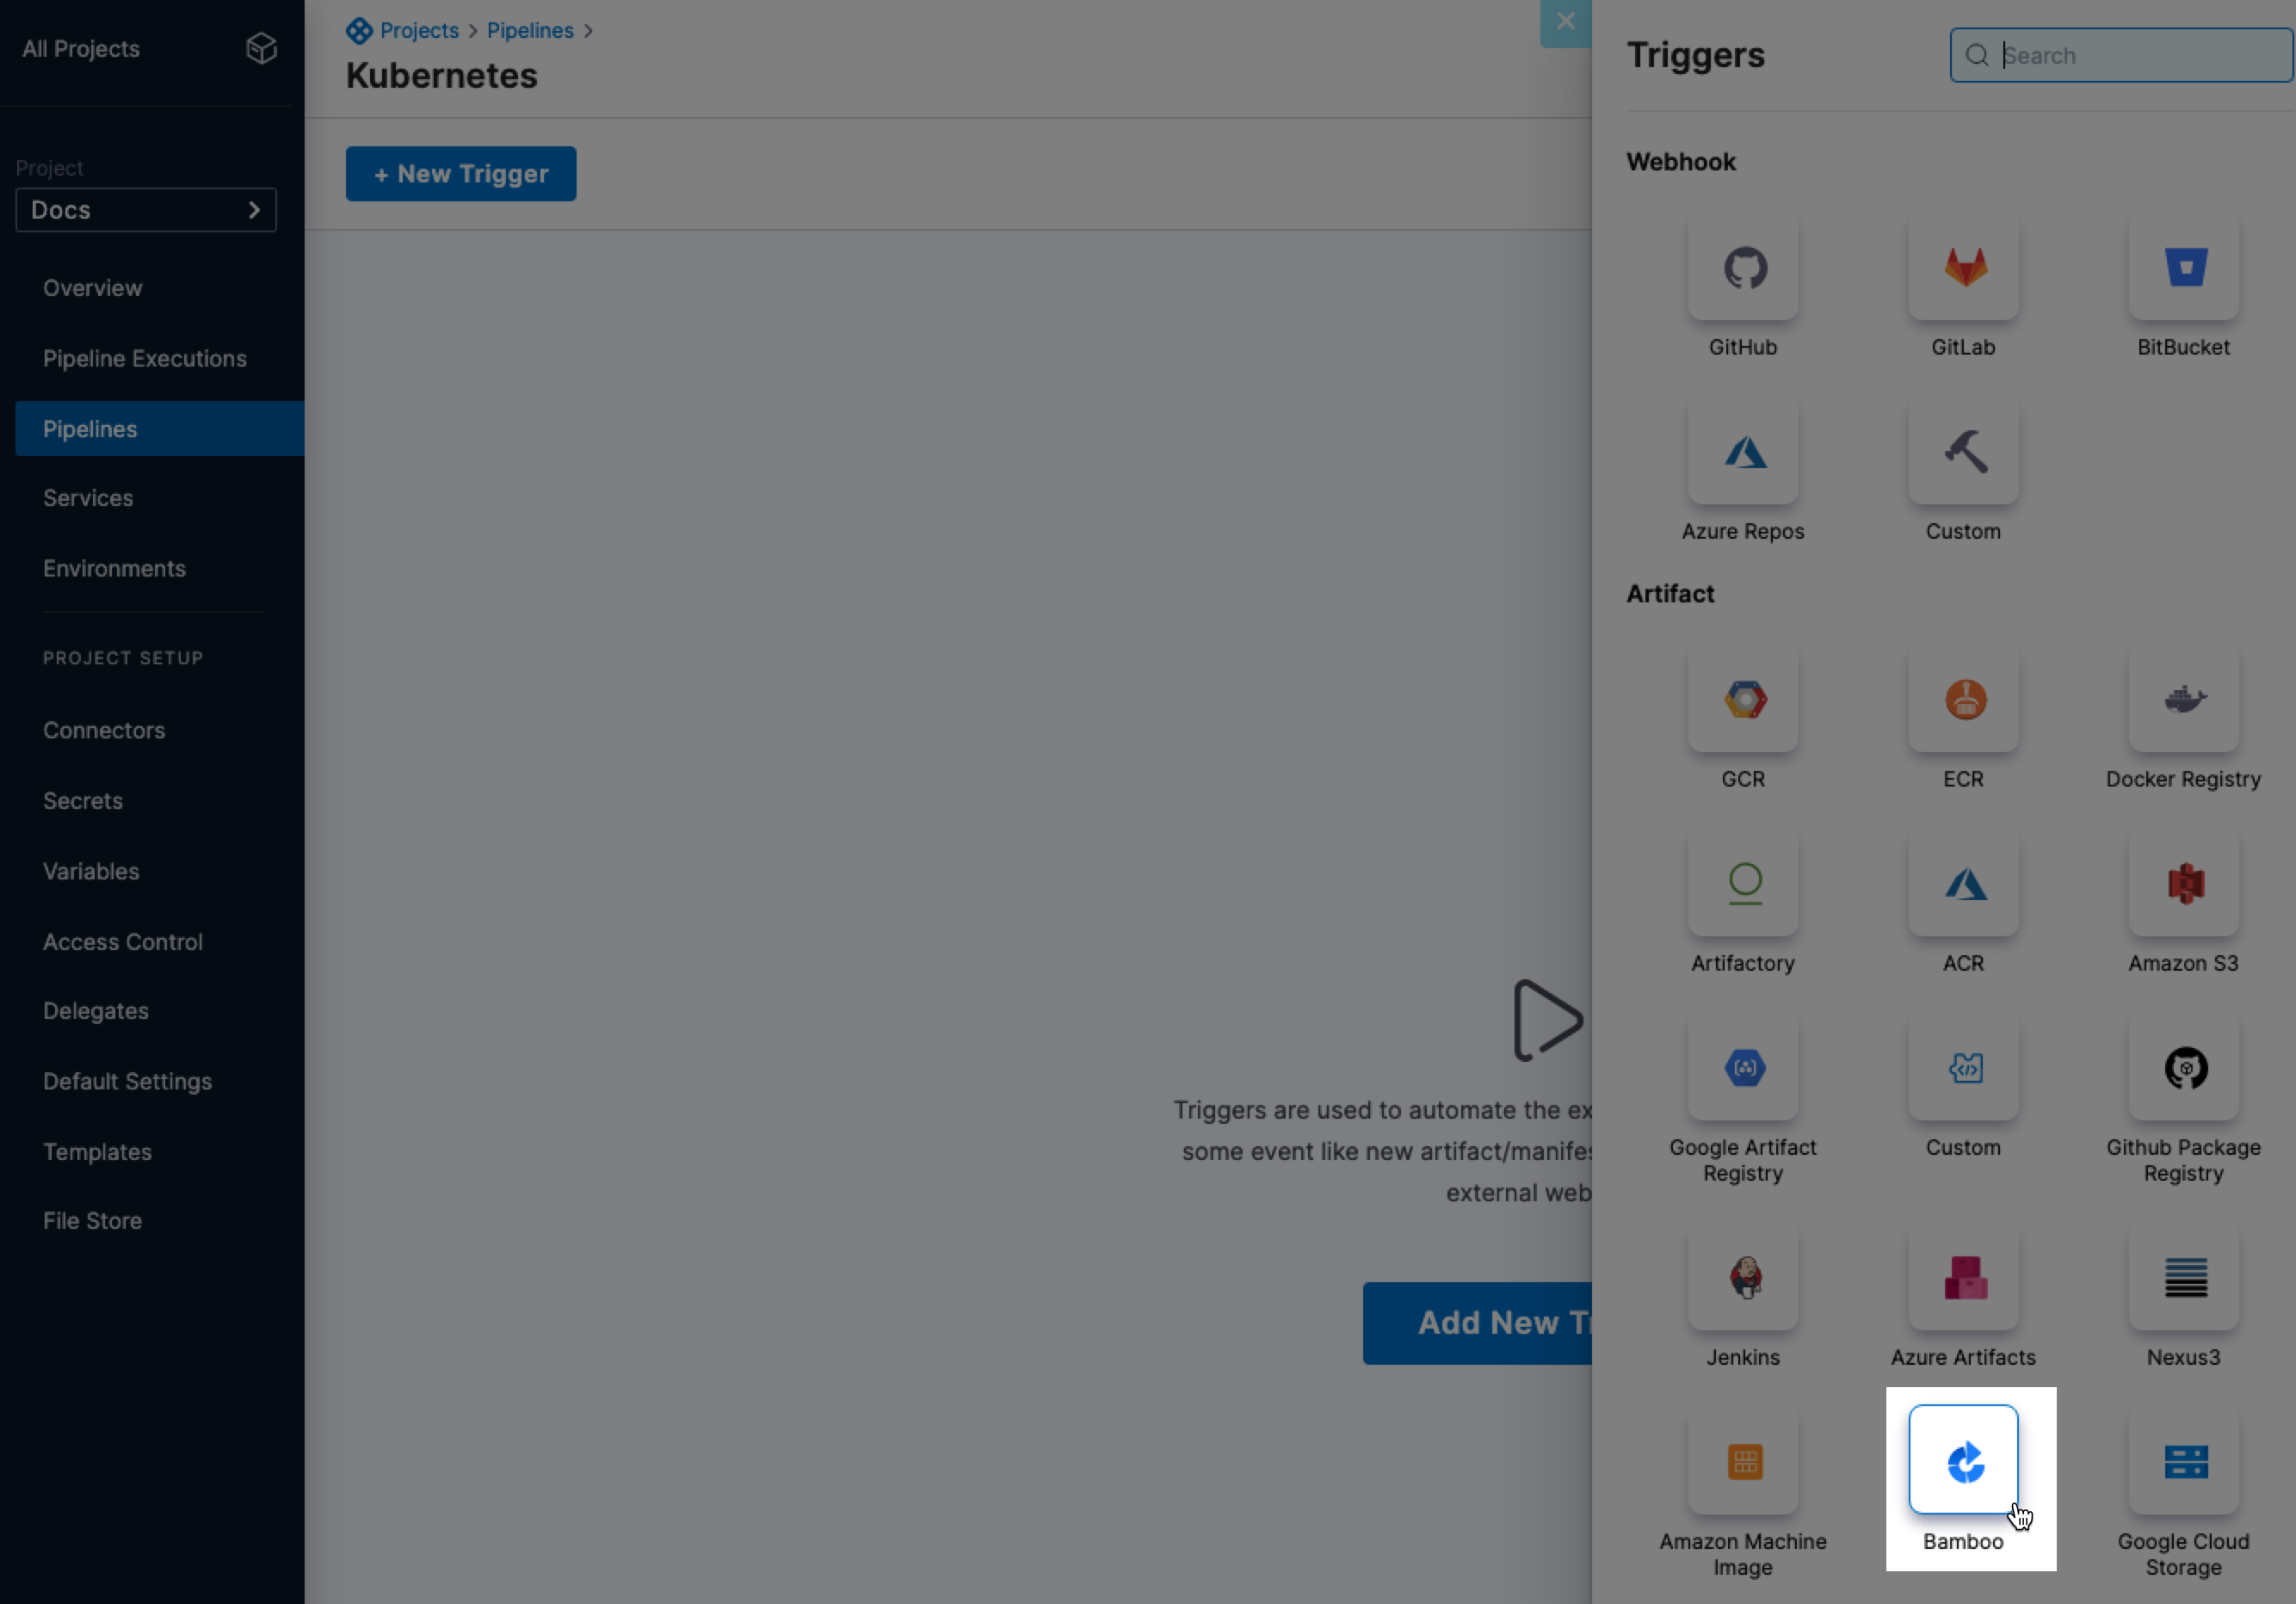 All Projects
Project
Docs
Overview
Pipeline Executions
Pipelines
Services
Environments
PROJECT SETUP
Connectors
Secrets
Variables
Access Control
Delegates
Default Settings
Templates
File Store
Projects > Pipelines >
Kubernetes
+ New Trigger
Triggers are used to automate the ex
some event like new artifact/manifes
external web
Add New Tr
Triggers
Search
Webhook
GitHub
GitLab
BitBucket
Azure Repos
Custom
Artifact
GCR
ECR
Docker Registry
Artifactory
ACR
Amazon S3
Google Artifact
Registry
Custom
Github Package
Registry
Jenkins
Azure Artifacts
Nexus3
Amazon Machine
Image
Bamboo
Google Cloud
Storage